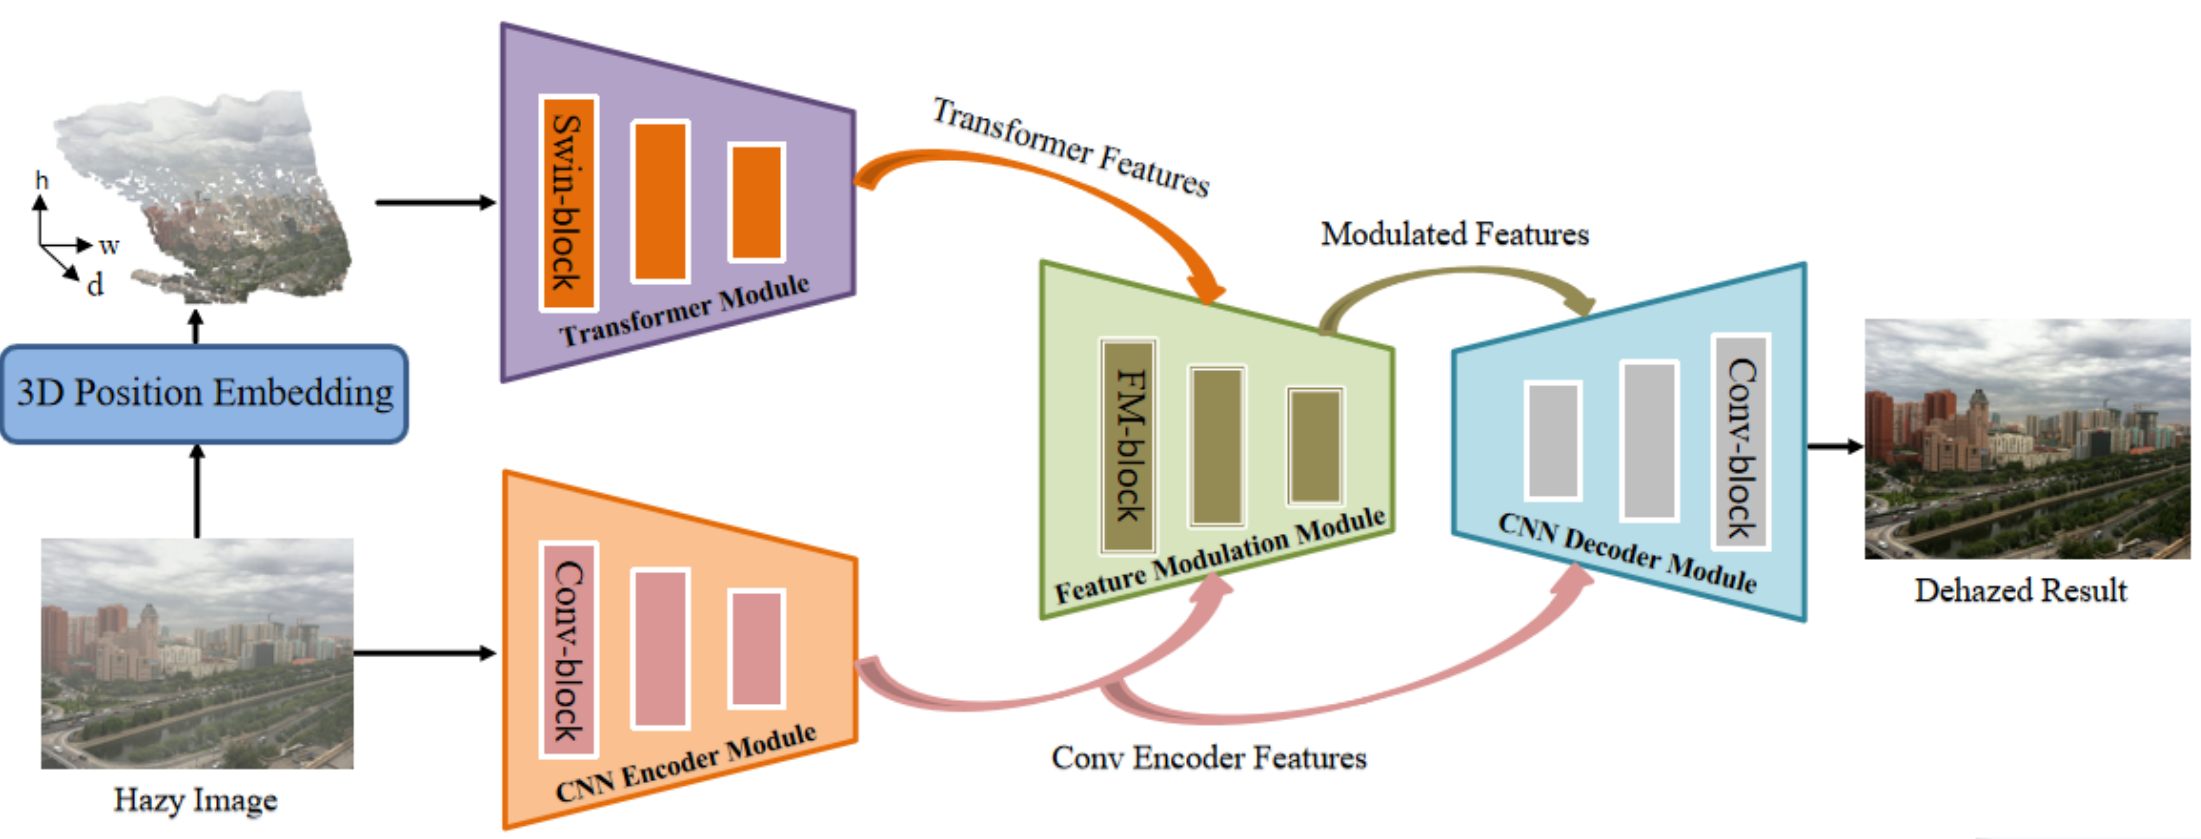 h
w
d
3D Position Embedding
Hazy Image
Swin-block
Transformer Module
Conv-block
CNN Encoder Module
Transformer Features
Modulated Features
FM-block
Feature Modulation Module
Conv Encoder Features
Conv-block
CNN Decoder Module
Dehazed Result